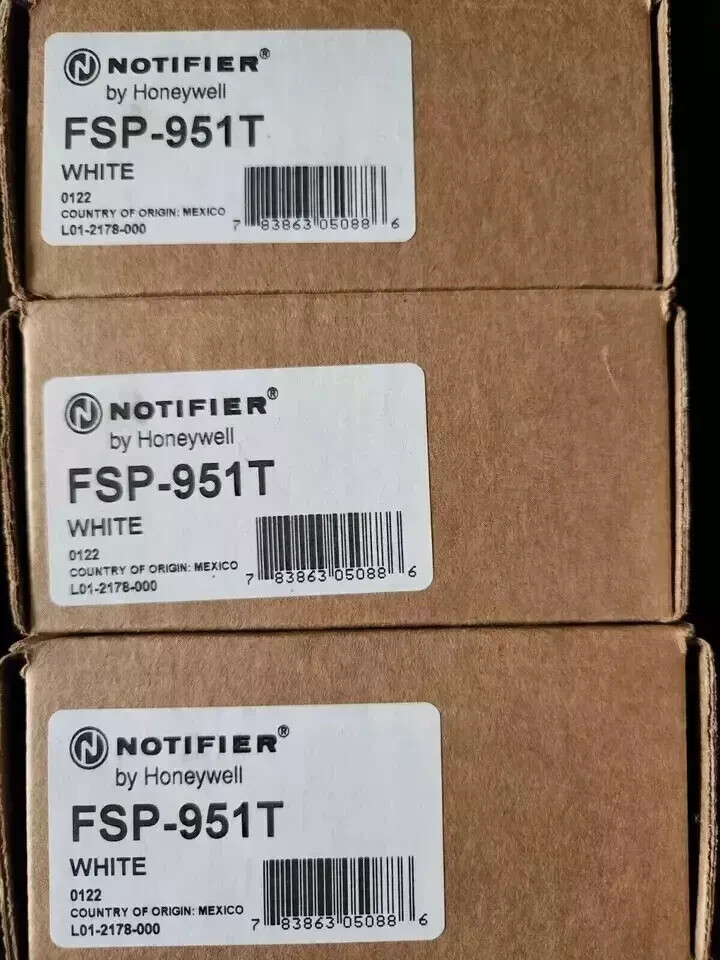 NOTIFIER®
by Honeywell
FSP-951T
WHITE
0122
COUNTRY OF ORIGIN: MEXICO
L01-2178-000
7 83863 05088 6
NOTIFIER®
by Honeywell
FSP-951T
WHITE
0122
COUNTRY OF ORIGIN: MEXICO
L01-2178-000
7 83863 05088 6
NOTIFIER®
by Honeywell
FSP-951T
WHITE
0122
COUNTRY OF ORIGIN: MEXICO
L01-2178-000
7 83863 05088 6